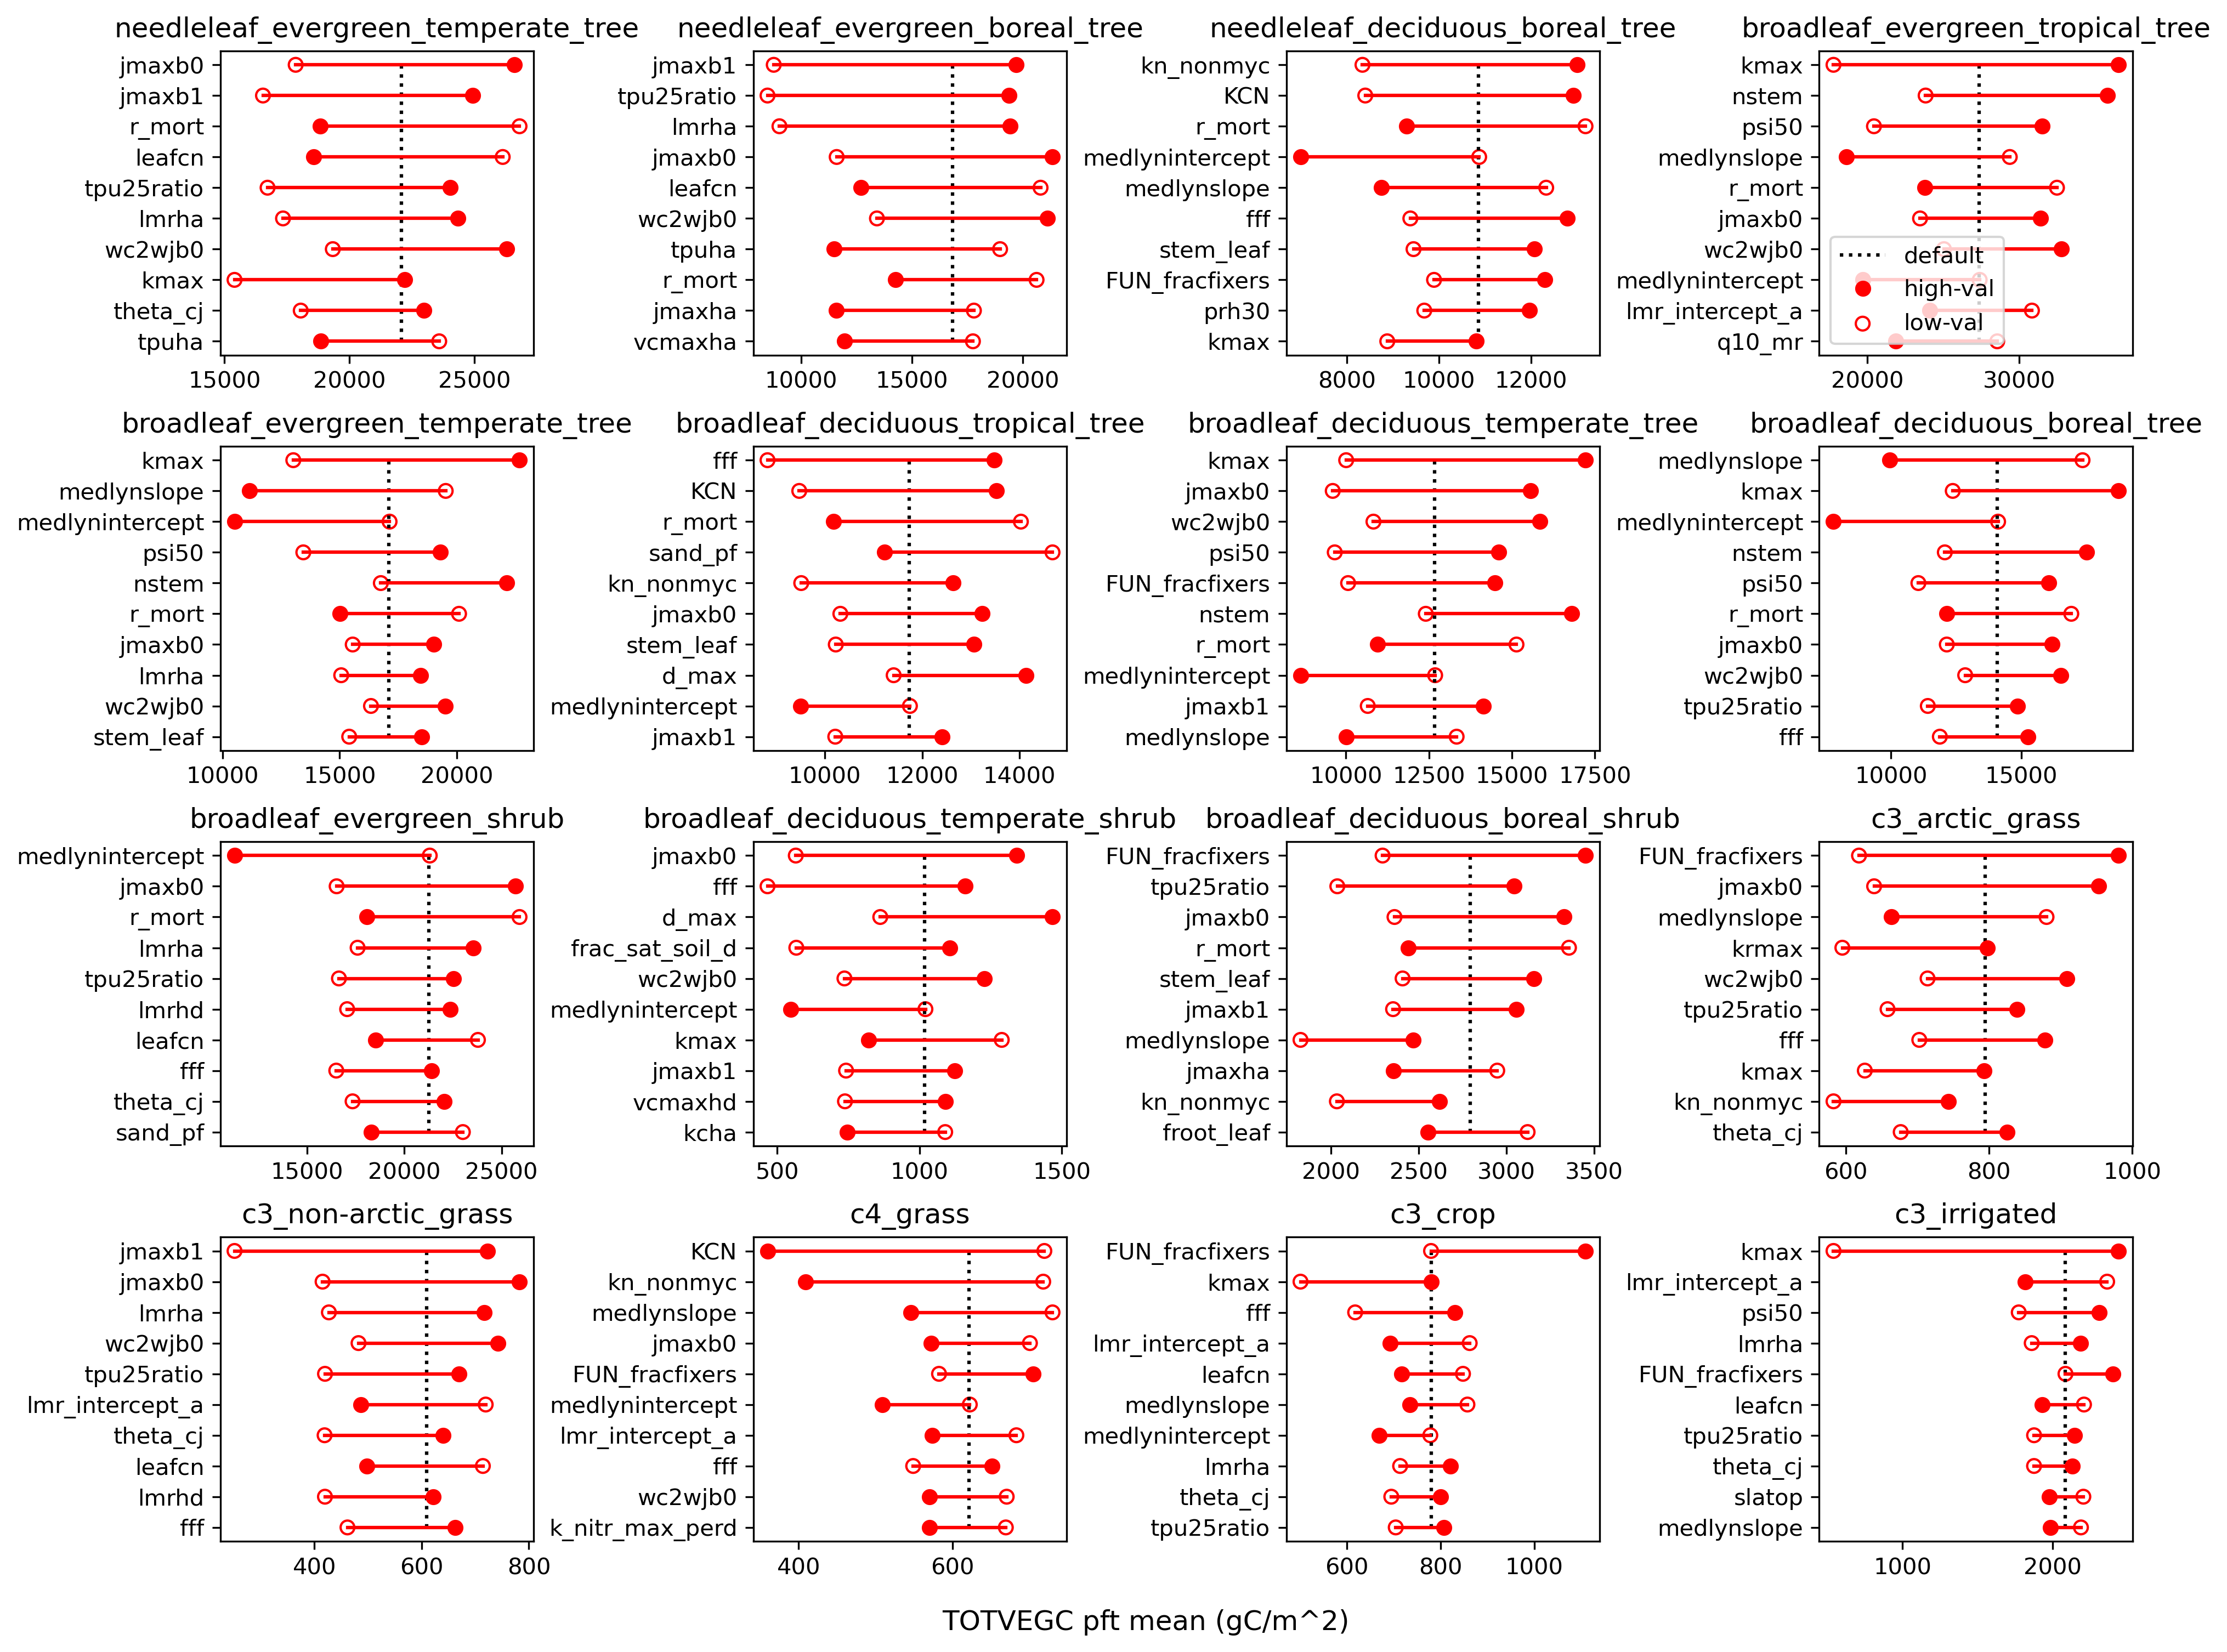 needleleaf_evergreen_temperate_tree
jmaxb0
jmaxb1
r_mort
leafcn
tpu25ratio
lmrha
wc2wjb0
kmax
theta_cj
tpuha
15000 20000 25000
needleleaf_evergreen_boreal_tree
jmaxb1
tpu25ratio
lmrha
jmaxb0
leafcn
wc2wjb0
tpuha
r_mort
jmaxha
vcmaxha
10000 15000 20000
needleleaf_deciduous_boreal_tree
kn_nonmyc
KCN
r_mort
medlynintercept
medlynslope
fff
stem_leaf
FUN_fracfixers
prh30
kmax
8000 10000 12000
broadleaf_evergreen_tropical_tree
kmax
nstem
psi50
medlynslope
r_mort
jmaxb0
wc2wjb0
medlynintercept
lmr_intercept_a
q10_mr
default
high-val
low-val
20000 30000
broadleaf_evergreen_temperate_tree
kmax
medlynslope
medlynintercept
psi50
nstem
r_mort
jmaxb0
lmrha
wc2wjb0
stem_leaf
10000 15000 20000
broadleaf_deciduous_tropical_tree
fff
KCN
r_mort
sand_pf
kn_nonmyc
jmaxb0
stem_leaf
d_max
medlynintercept
jmaxb1
10000 12000 14000
broadleaf_deciduous_temperate_tree
kmax
jmaxb0
wc2wjb0
psi50
FUN_fracfixers
nstem
r_mort
medlynintercept
jmaxb1
medlynslope
10000 12500 15000 17500
broadleaf_deciduous_boreal_tree
medlynslope
kmax
medlynintercept
nstem
psi50
r_mort
jmaxb0
wc2wjb0
tpu25ratio
fff
10000 15000
broadleaf_evergreen_shrub
medlynintercept
jmaxb0
r_mort
lmrha
tpu25ratio
lmrhd
leafcn
fff
theta_cj
sand_pf
15000 20000 25000
broadleaf_deciduous_temperate_shrub
jmaxb0
fff
d_max
frac_sat_soil_d
wc2wjb0
medlynintercept
kmax
jmaxb1
vcmaxhd
kcha
500 1000 1500
broadleaf_deciduous_boreal_shrub
FUN_fracfixers
tpu25ratio
jmaxb0
r_mort
stem_leaf
jmaxb1
medlynslope
jmaxha
kn_nonmyc
froot_leaf
2000 2500 3000 3500
c3_arctic_grass
FUN_fracfixers
jmaxb0
medlynslope
krmax
wc2wjb0
tpu25ratio
fff
kmax
kn_nonmyc
theta_cj
600 800 1000
c3_non-arctic_grass
jmaxb1
jmaxb0
lmrha
wc2wjb0
tpu25ratio
lmr_intercept_a
theta_cj
leafcn
lmrhd
fff
400 600 800
c4_grass
KCN
kn_nonmyc
medlynslope
jmaxb0
FUN_fracfixers
medlynintercept
lmr_intercept_a
fff
wc2wjb0
k_nitr_max_perd
400 600
c3_crop
FUN_fracfixers
kmax
fff
lmr_intercept_a
leafcn
medlynslope
medlynintercept
lmrha
theta_cj
tpu25ratio
600 800 1000
c3_irrigated
kmax
lmr_intercept_a
psi50
lmrha
FUN_fracfixers
leafcn
tpu25ratio
theta_cj
slatop
medlynslope
1000 2000
TOTVEGC pft mean (gC/m^2)